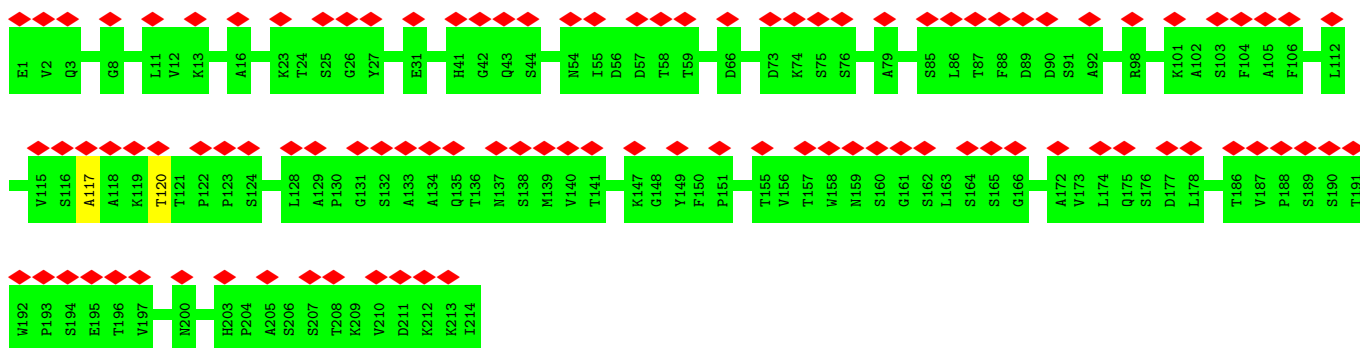 E1 V2 Q3 G8 L11 V12 K13 A16 K23 T24 S25 G26 Y27 E31 H41 G42 Q43 S44 N54 I55 D56 D57 T58 T59 D66 D73 K74 S75 S76 A79 S85 L86 T87 F88 D89 D90 S91 A92 R98 K101 A102 S103 F104 A105 F106 L112
V115 S116 A117 A118 K119 T120 T121 P122 P123 S124 L128 A129 P130 G131 S132 A133 A134 Q135 T136 N137 S138 M139 V140 T141 K147 G148 Y149 F150 P151 T155 V156 T157 W158 N159 S160 G161 S162 L163 S164 S165 G166 A172 V173 L174 Q175 S176 D177 L178 T186 V187 P188 S189 S190 T191
W192 P193 S194 E195 T196 V197 N200 H203 P204 A205 S206 S207 T208 K209 V210 D211 K212 K213 I214